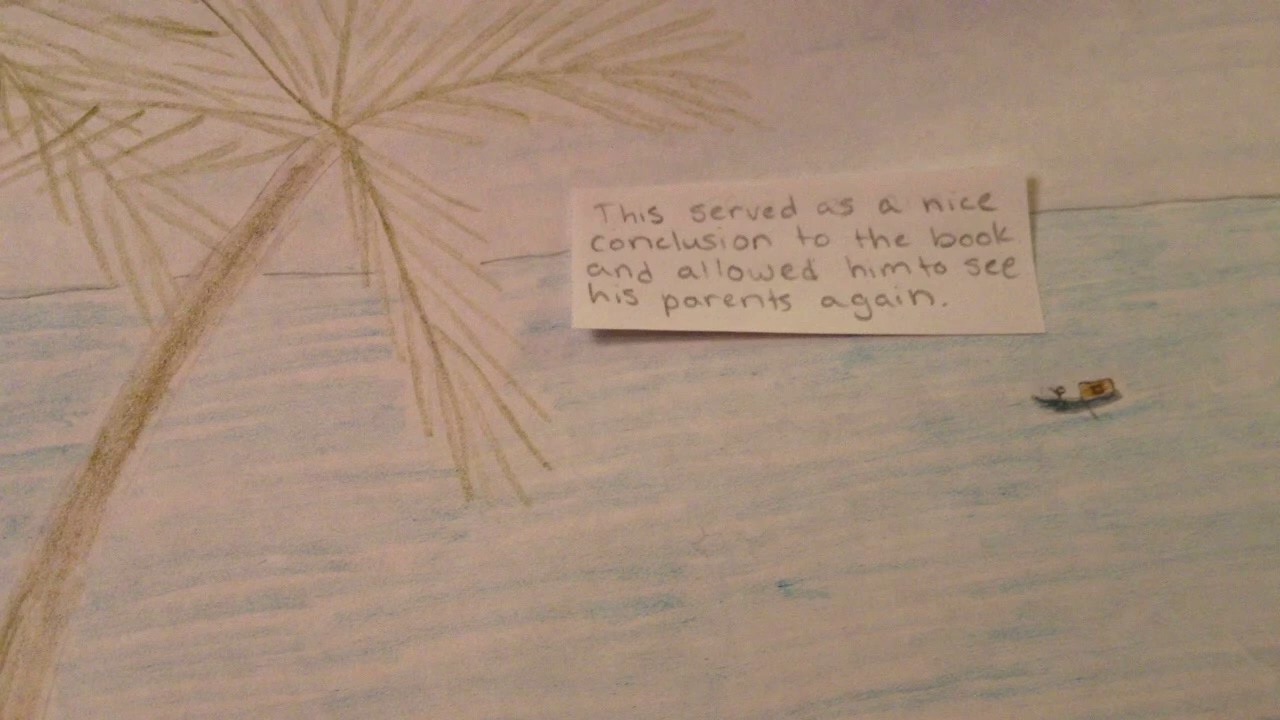 This served as a nice
conclusion to the book
and allowed him to see
his parents again.